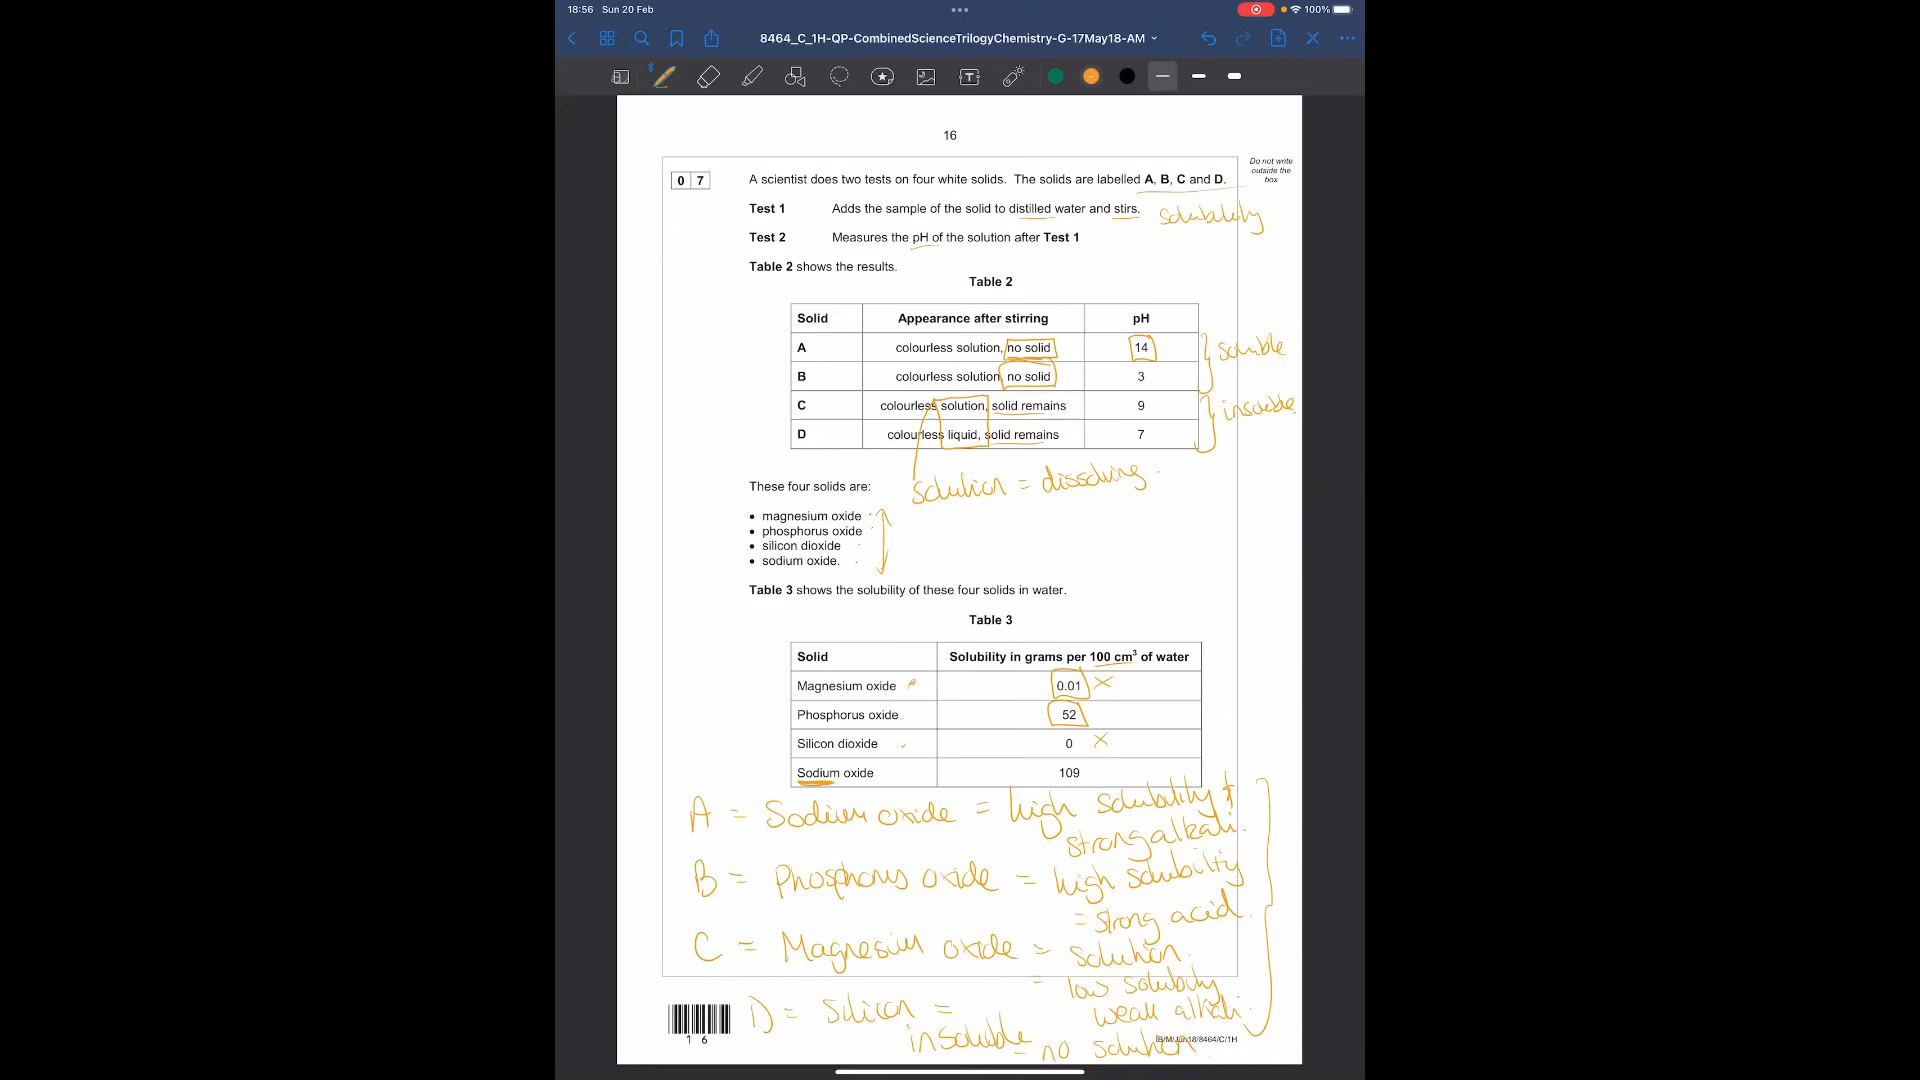 18:56 Sun 20 Feb
100%
8464_C_1H-QP-CombinedScienceTrilogyChemistry-G-17May18-AM
16
Do not write
outside the
box
0 7 A scientist does two tests on four white solids. The solids are labelled A, B, C and D.
Test 1 Adds the sample of the solid to distilled water and stirs.
solubility
Test 2 Measures the pH of the solution after Test 1
Table 2 shows the results.
Table 2
Solid Appearance after stirring pH
A colourless solution, no solid 14
soluble
B colourless solution, no solid 3
C colourless solution, solid remains 9
insoluble
D colourless liquid, solid remains 7
solution = dissolving
These four solids are:
• magnesium oxide
• phosphorus oxide
• silicon dioxide
• sodium oxide.
Table 3 shows the solubility of these four solids in water.
Table 3
Solid Solubility in grams per 100 cm³ of water
Magnesium oxide 0.01 X
Phosphorus oxide 52
Silicon dioxide 0 X
Sodium oxide 109
A = Sodium oxide = high solubility +
strong alkali.
B = Phosphorus oxide = high solubility
= strong acid.
C = Magnesium oxide = solution.
= low solubility
weak alkali.
D = Silicon =
insoluble
= no solution
1 6
IB/M/Jun18/8464/C/1H